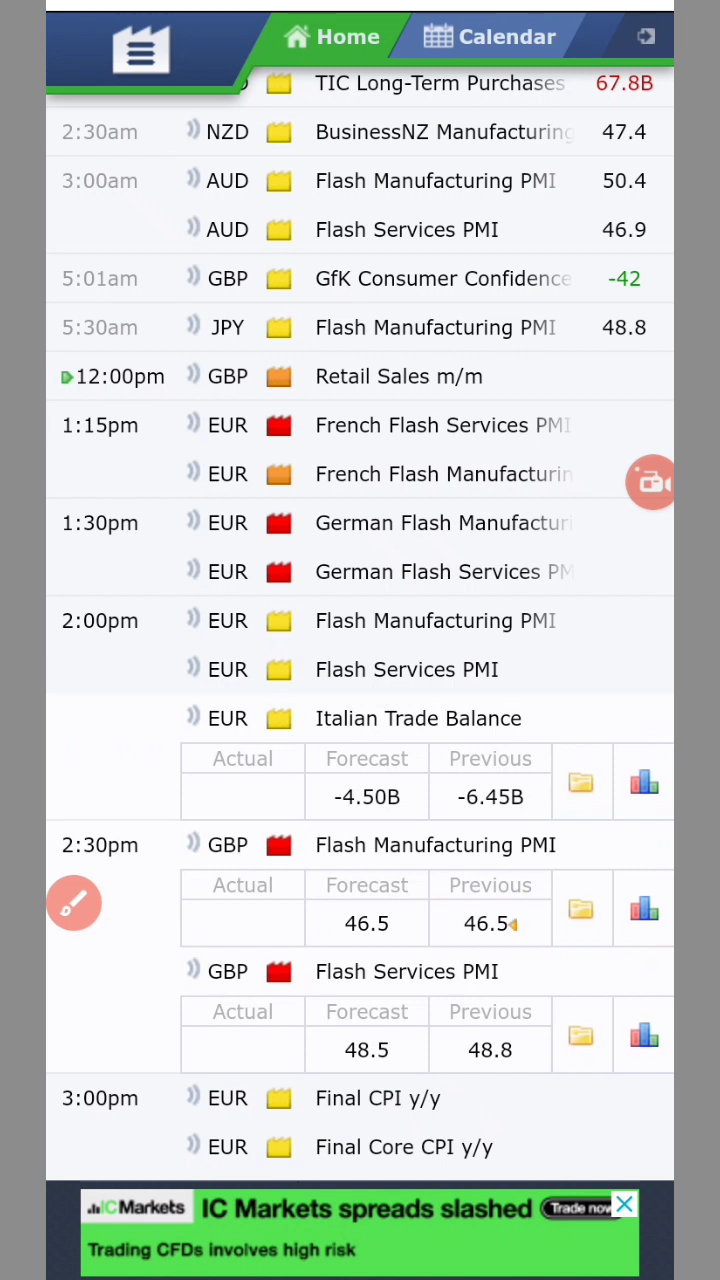 Home Calendar
TIC Long-Term Purchases 67.8B
2:30am NZD BusinessNZ Manufacturing 47.4
3:00am AUD Flash Manufacturing PMI 50.4
AUD Flash Services PMI 46.9
5:01am GBP GfK Consumer Confidence -42
5:30am JPY Flash Manufacturing PMI 48.8
12:00pm GBP Retail Sales m/m
1:15pm EUR French Flash Services PMI
EUR French Flash Manufacturin
1:30pm EUR German Flash Manufacturi
EUR German Flash Services PM
2:00pm EUR Flash Manufacturing PMI
EUR Flash Services PMI
EUR Italian Trade Balance
Actual Forecast Previous
-4.50B -6.45B
2:30pm GBP Flash Manufacturing PMI
Actual Forecast Previous
46.5 46.5
GBP Flash Services PMI
Actual Forecast Previous
48.5 48.8
3:00pm EUR Final CPI y/y
EUR Final Core CPI y/y
ICMarkets IC Markets spreads slashed Trade now
Trading CFDs involves high risk